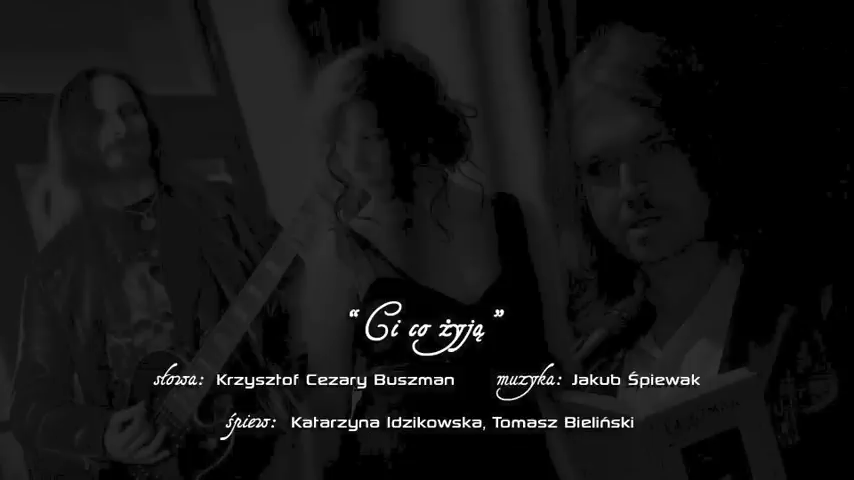 “Ci co żyją”
słowa: Krzysztof Cezary Buszman muzyka: Jakub Śpiewak
śpiew: Katarzyna Idzikowska, Tomasz Bieliński